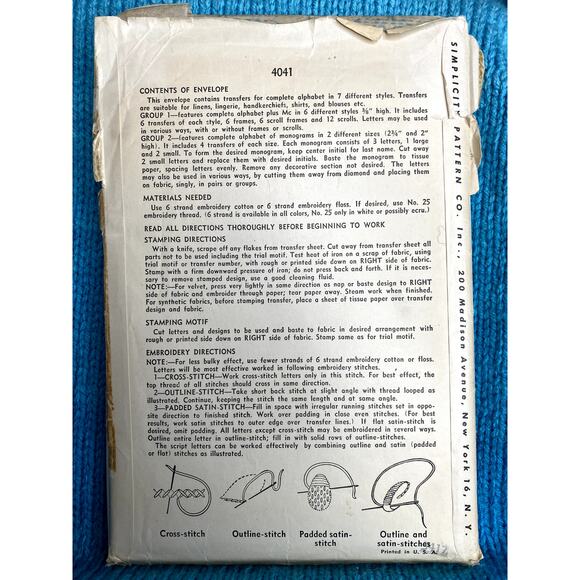 4041
CONTENTS OF ENVELOPE
This envelope contains transfers for complete alphabet in 7 different styles. Transfers
are suitable for linens, lingerie, handkerchiefs, shirts, and blouses etc.
GROUP 1—features complete alphabet plus Mc in 6 different styles ⅝" high. It includes
6 transfers of each style, 6 frames, 6 scroll frames and 12 scrolls. Letters may be used
in various ways, with or without frames or scrolls.
GROUP 2—features complete alphabet of monograms in 2 different sizes (2¾" and 2"
high). It includes 4 transfers of each size. Each monogram consists of 3 letters, 1 large
and 2 small. To form the desired monogram, keep center initial for last name. Cut away
2 small letters and replace them with desired initials. Baste the monogram to tissue
paper, spacing letters evenly. Remove any decorative section not desired. The letters
may also be used in various ways, by cutting them away from diamond and placing them
on fabric, singly, in pairs or groups.
MATERIALS NEEDED
Use 6 strand embroidery cotton or 6 strand embroidery floss. If desired, use No. 25
embroidery thread. (6 strand is available in all colors, No. 25 only in white or possibly ecru.)
READ ALL DIRECTIONS THOROUGHLY BEFORE BEGINNING TO WORK
STAMPING DIRECTIONS
With a knife, scrape off any flakes from transfer sheet. Cut away from transfer sheet all
parts not to be used including the trial motif. Test heat of iron on a scrap of fabric, using
trial motif or transfer number, with rough or printed side down on RIGHT side of fabric.
Stamp with a firm downward pressure of iron; do not press back and forth. If it is neces-
sary to remove stamped design, use a good cleaning fluid.
NOTE:—For velvet, press very lightly in same direction as nap or baste design to RIGHT
side of fabric and embroider through paper; tear paper away. Steam work when finished.
For synthetic fabrics, before stamping transfer, place a sheet of tissue paper over transfer
design and fabric.
STAMPING MOTIF
Cut letters and designs to be used and baste to fabric in desired arrangement with
rough or printed side down on RIGHT side of fabric. Stamp same as for trial motif.
EMBROIDERY DIRECTIONS
NOTE:—For less bulky effect, use fewer strands of 6 strand embroidery cotton or floss.
Letters will be most effective worked in following embroidery stitches.
1—CROSS-STITCH—Work cross-stitch letters only in this stitch. For best effect, the
top thread of all stitches should cross in same direction.
2—OUTLINE-STITCH—Take short back stitch at slight angle with thread looped as
illustrated. Continue, keeping the stitch the same length and at same angle.
3—PADDED SATIN-STITCH—Fill in space with irregular running stitches set in oppo-
site direction to finished stitch. Work over padding in close even stitches. (For best
results, work satin stitches to outer edge over transfer lines.) If flat satin-stitch is
desired, omit padding. All letters except cross-stitch may be embroidered in several ways.
Outline entire letter in outline-stitch; fill in with solid rows of outline-stitches.
The script letters can be worked effectively by combining outline and satin (padded
or flat) stitches as illustrated.
Cross-stitch
Outline-stitch
Padded satin-
stitch
Outline and
satin-stitches
Printed in U. S. A.
SIMPLICITY PATTERN CO. Inc., 200 Madison Avenue, New York 16, N. Y.